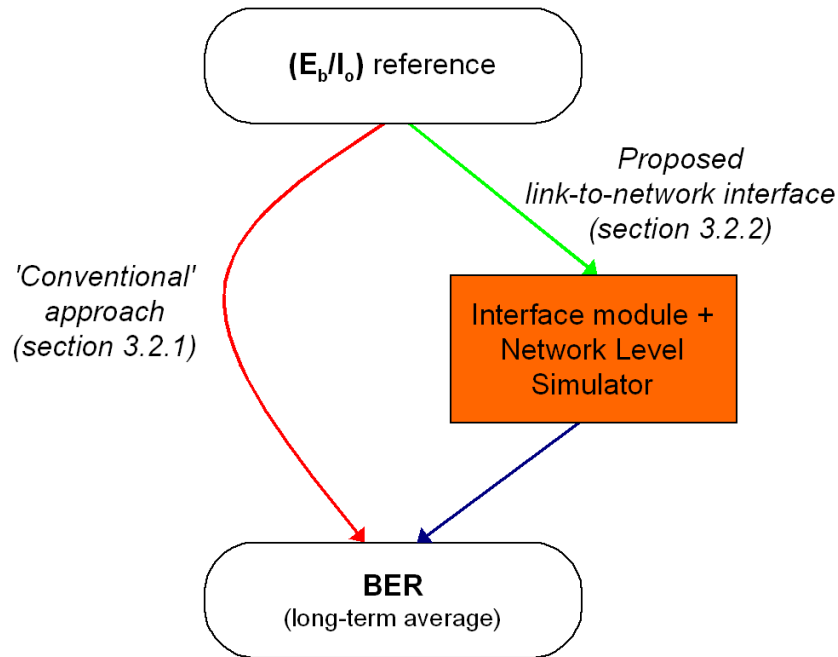 (Eb/Io) reference
Proposed
link-to-network interface
(section 3.2.2)
'Conventional'
approach
(section 3.2.1)
Interface module +
Network Level
Simulator
BER
(long-term average)